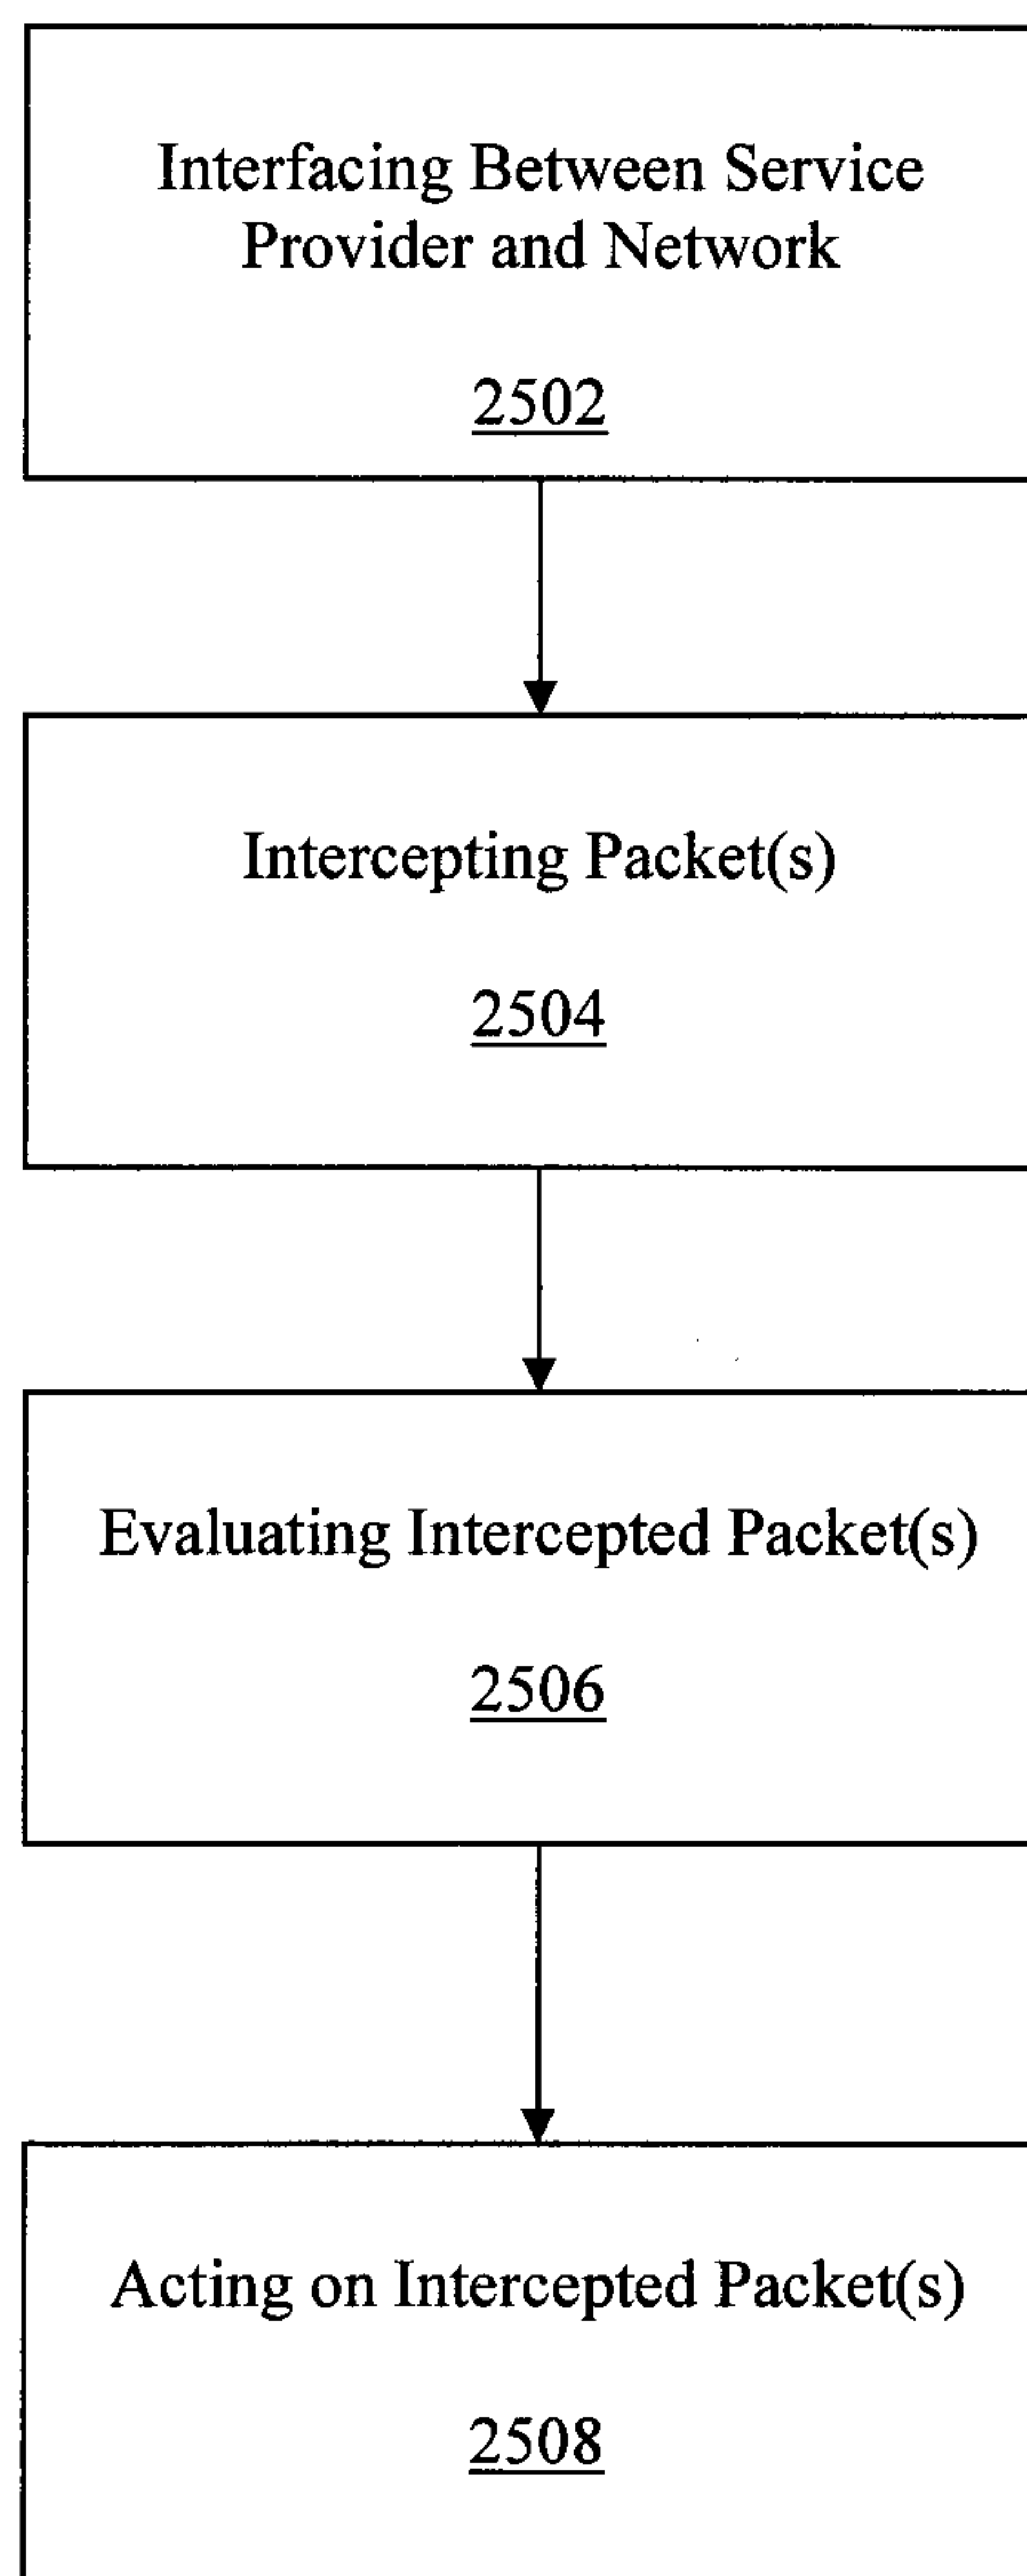 Interfacing Between Service
Provider and Network
2502
Intercepting Packet(s)
2504
Evaluating Intercepted Packet(s)
2506
Acting on Intercepted Packet(s)
2508